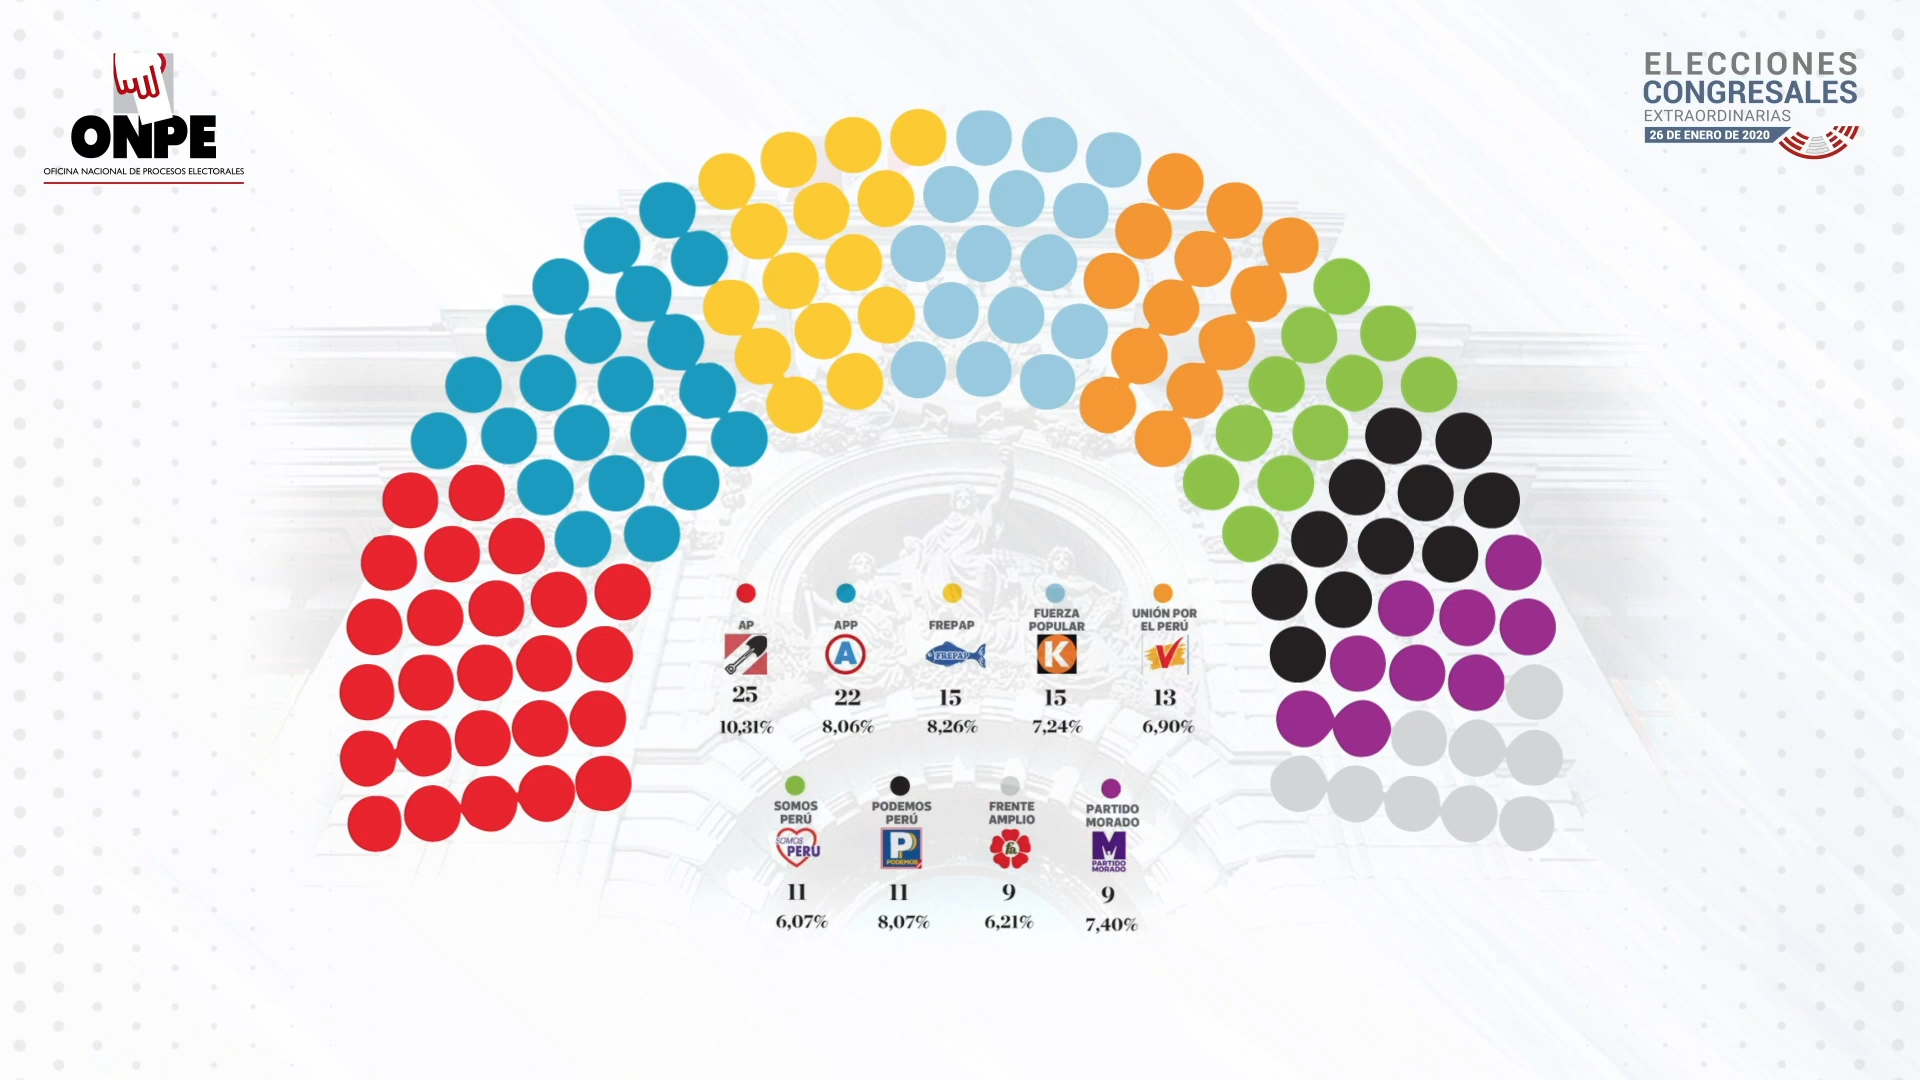 ONPE
OFICINA NACIONAL DE PROCESOS ELECTORALES
ELECCIONES
CONGRESALES
EXTRAORDINARIAS
26 DE ENERO DE 2020
AP
APP
FREPAP
FUERZA
POPULAR
UNIÓN POR
EL PERÚ
A
FREPAP
K
V
25
22
15
15
13
10,31%
8,06%
8,26%
7,24%
6,90%
SOMOS
PERÚ
PODEMOS
PERÚ
FRENTE
AMPLIO
PARTIDO
MORADO
SOMOS
PERU
P
PODEMOS
fa
M
PARTIDO
MORADO
11
11
9
9
6,07%
8,07%
6,21%
7,40%